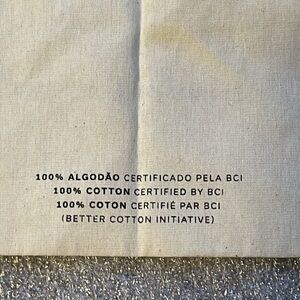 100% ALGODÃO CERTIFICADO PELA BCI
100% COTTON CERTIFIED BY BCI
100% COTON CERTIFIÉ PAR BCI
(BETTER COTTON INITIATIVE)